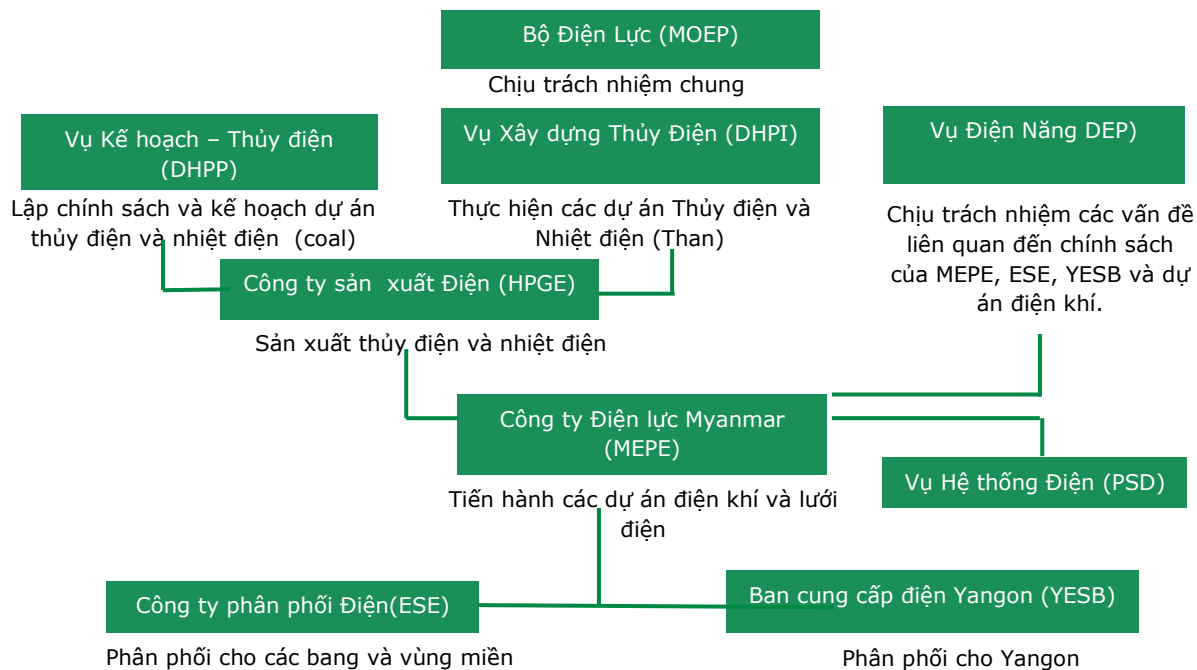 Bộ Điện Lực (MOEP)
Chịu trách nhiệm chung
Vụ Kế hoạch – Thủy điện
(DHPP)
Lập chính sách và kế hoạch dự án
thủy điện và nhiệt điện (coal)
Vụ Xây dựng Thủy Điện (DHPI)
Thực hiện các dự án Thủy điện và
Nhiệt điện (Than)
Vụ Điện Năng DEP)
Chịu trách nhiệm các vấn đề
liên quan đến chính sách
của MEPE, ESE, YESB và dự
án điện khí.
Công ty sản xuất Điện (HPGE)
Sản xuất thủy điện và nhiệt điện
Công ty Điện lực Myanmar
(MEPE)
Tiến hành các dự án điện khí và lưới
điện
Vụ Hệ thống Điện (PSD)
Công ty phân phối Điện(ESE)
Phân phối cho các bang và vùng miền
Ban cung cấp điện Yangon (YESB)
Phân phối cho Yangon